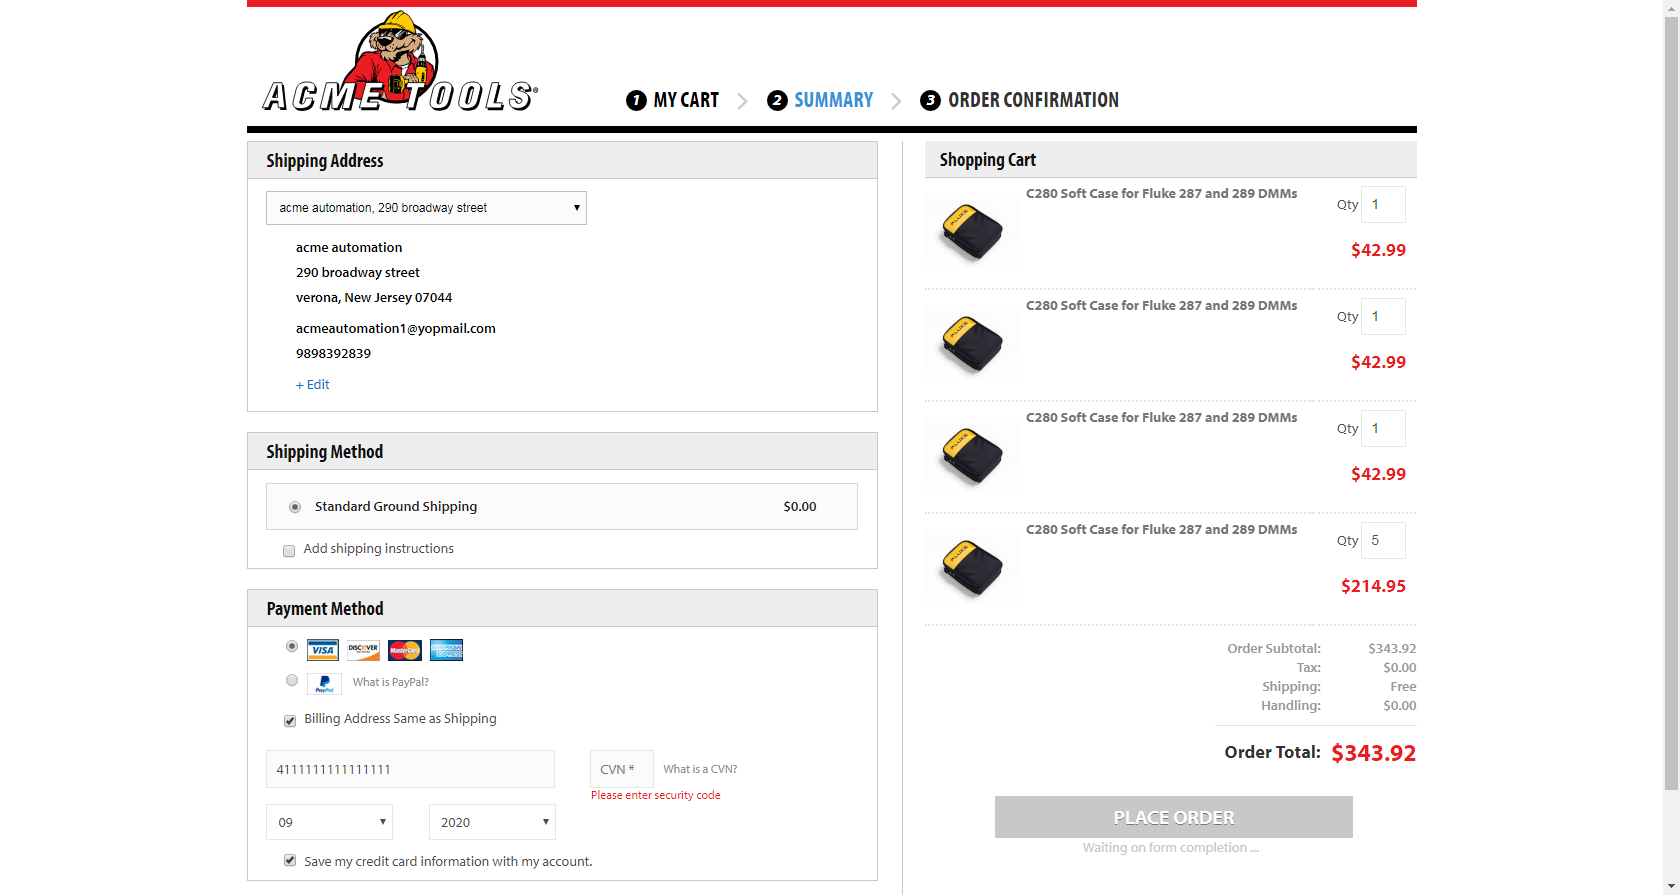 ACME TOOLS®
1 MY CART
2 SUMMARY
3 ORDER CONFIRMATION
Shipping Address
acme automation, 290 broadway street
acme automation
290 broadway street
verona, New Jersey 07044
acmeautomation1@yopmail.com
9898392839
+ Edit
Shipping Method
Standard Ground Shipping $0.00
Add shipping instructions
Payment Method
VISA DISCOVER MasterCard AMERICAN EXPRESS
PayPal What is PayPal?
Billing Address Same as Shipping
4111111111111111 CVN * What is a CVN?
Please enter security code
09 2020
Save my credit card information with my account.
Shopping Cart
C280 Soft Case for Fluke 287 and 289 DMMs
FLUKE
Qty 1
$42.99
C280 Soft Case for Fluke 287 and 289 DMMs
FLUKE
Qty 1
$42.99
C280 Soft Case for Fluke 287 and 289 DMMs
FLUKE
Qty 1
$42.99
C280 Soft Case for Fluke 287 and 289 DMMs
FLUKE
Qty 5
$214.95
Order Subtotal: $343.92
Tax: $0.00
Shipping: Free
Handling: $0.00
Order Total: $343.92
PLACE ORDER
Waiting on form completion ...